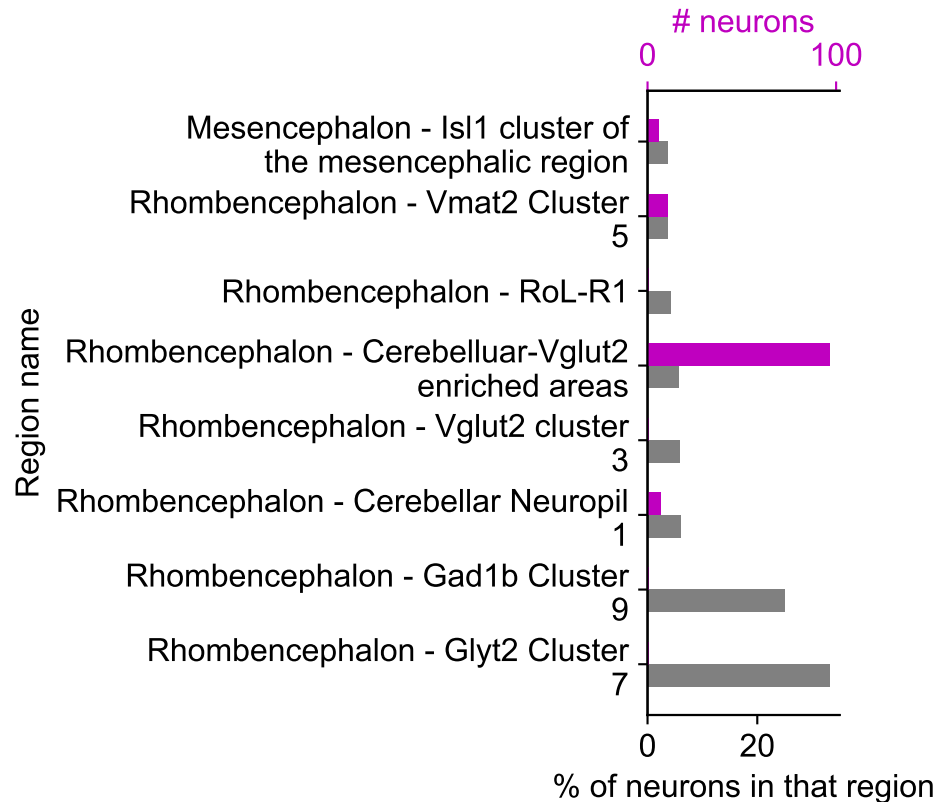 # neurons
0 100
Mesencephalon - Isl1 cluster of
the mesencephalic region
Rhombencephalon - Vmat2 Cluster
5
Rhombencephalon - RoL-R1
Rhombencephalon - Cerebelluar-Vglut2
enriched areas
Rhombencephalon - Vglut2 cluster
3
Rhombencephalon - Cerebellar Neuropil
1
Rhombencephalon - Gad1b Cluster
9
Rhombencephalon - Glyt2 Cluster
7
Region name
0 20
% of neurons in that region